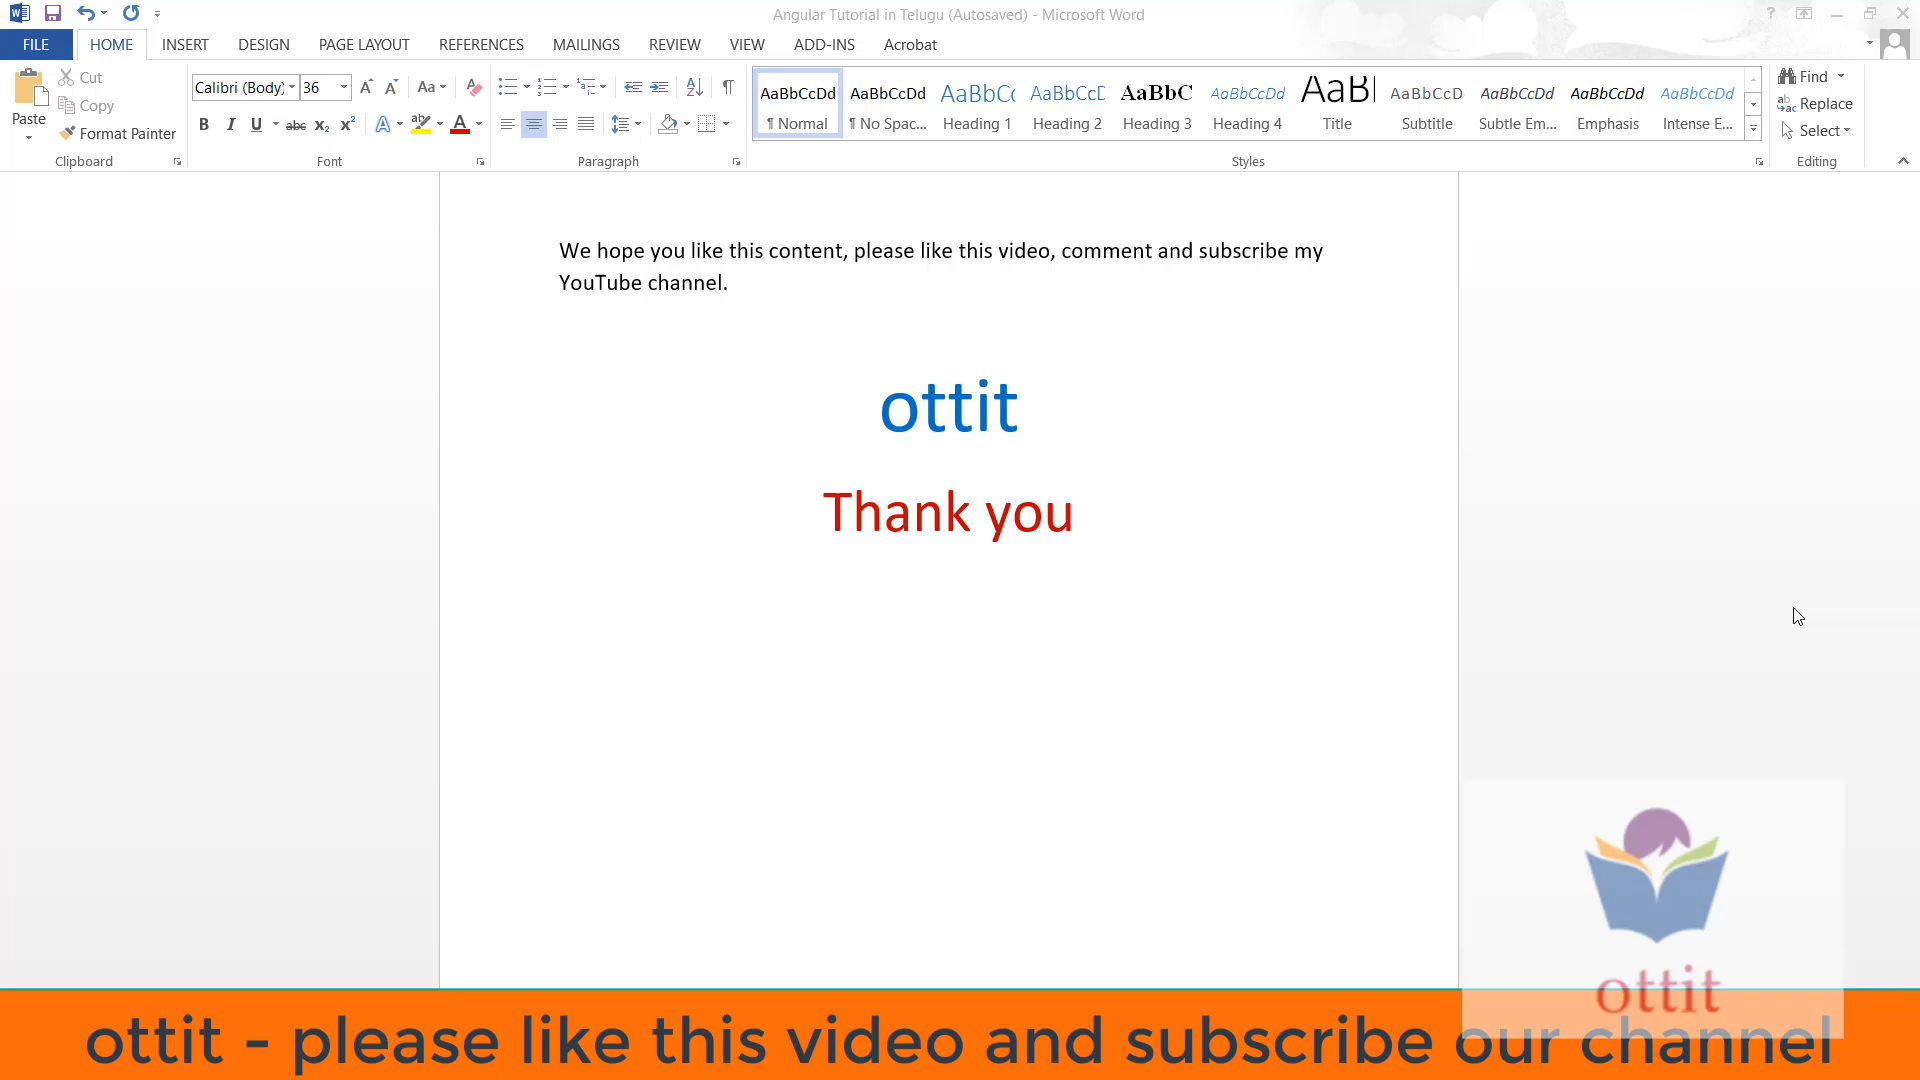 Angular Tutorial in Telugu (Autosaved) - Microsoft Word
FILE HOME INSERT DESIGN PAGE LAYOUT REFERENCES MAILINGS REVIEW VIEW ADD-INS Acrobat
Paste
Cut
Copy
Format Painter
Clipboard
Calibri (Body) 36
Font
Paragraph
AaBbCcDd AaBbCcDd AaBbCc AaBbCcD AaBbC AaBbCcDd AaBl AaBbCcD AaBbCcDd AaBbCcDd AaBbCcDd
¶ Normal ¶ No Spac... Heading 1 Heading 2 Heading 3 Heading 4 Title Subtitle Subtle Em... Emphasis Intense E...
Styles
Find
Replace
Select
Editing
We hope you like this content, please like this video, comment and subscribe my
YouTube channel.
ottit
Thank you
ottit
ottit - please like this video and subscribe our channel